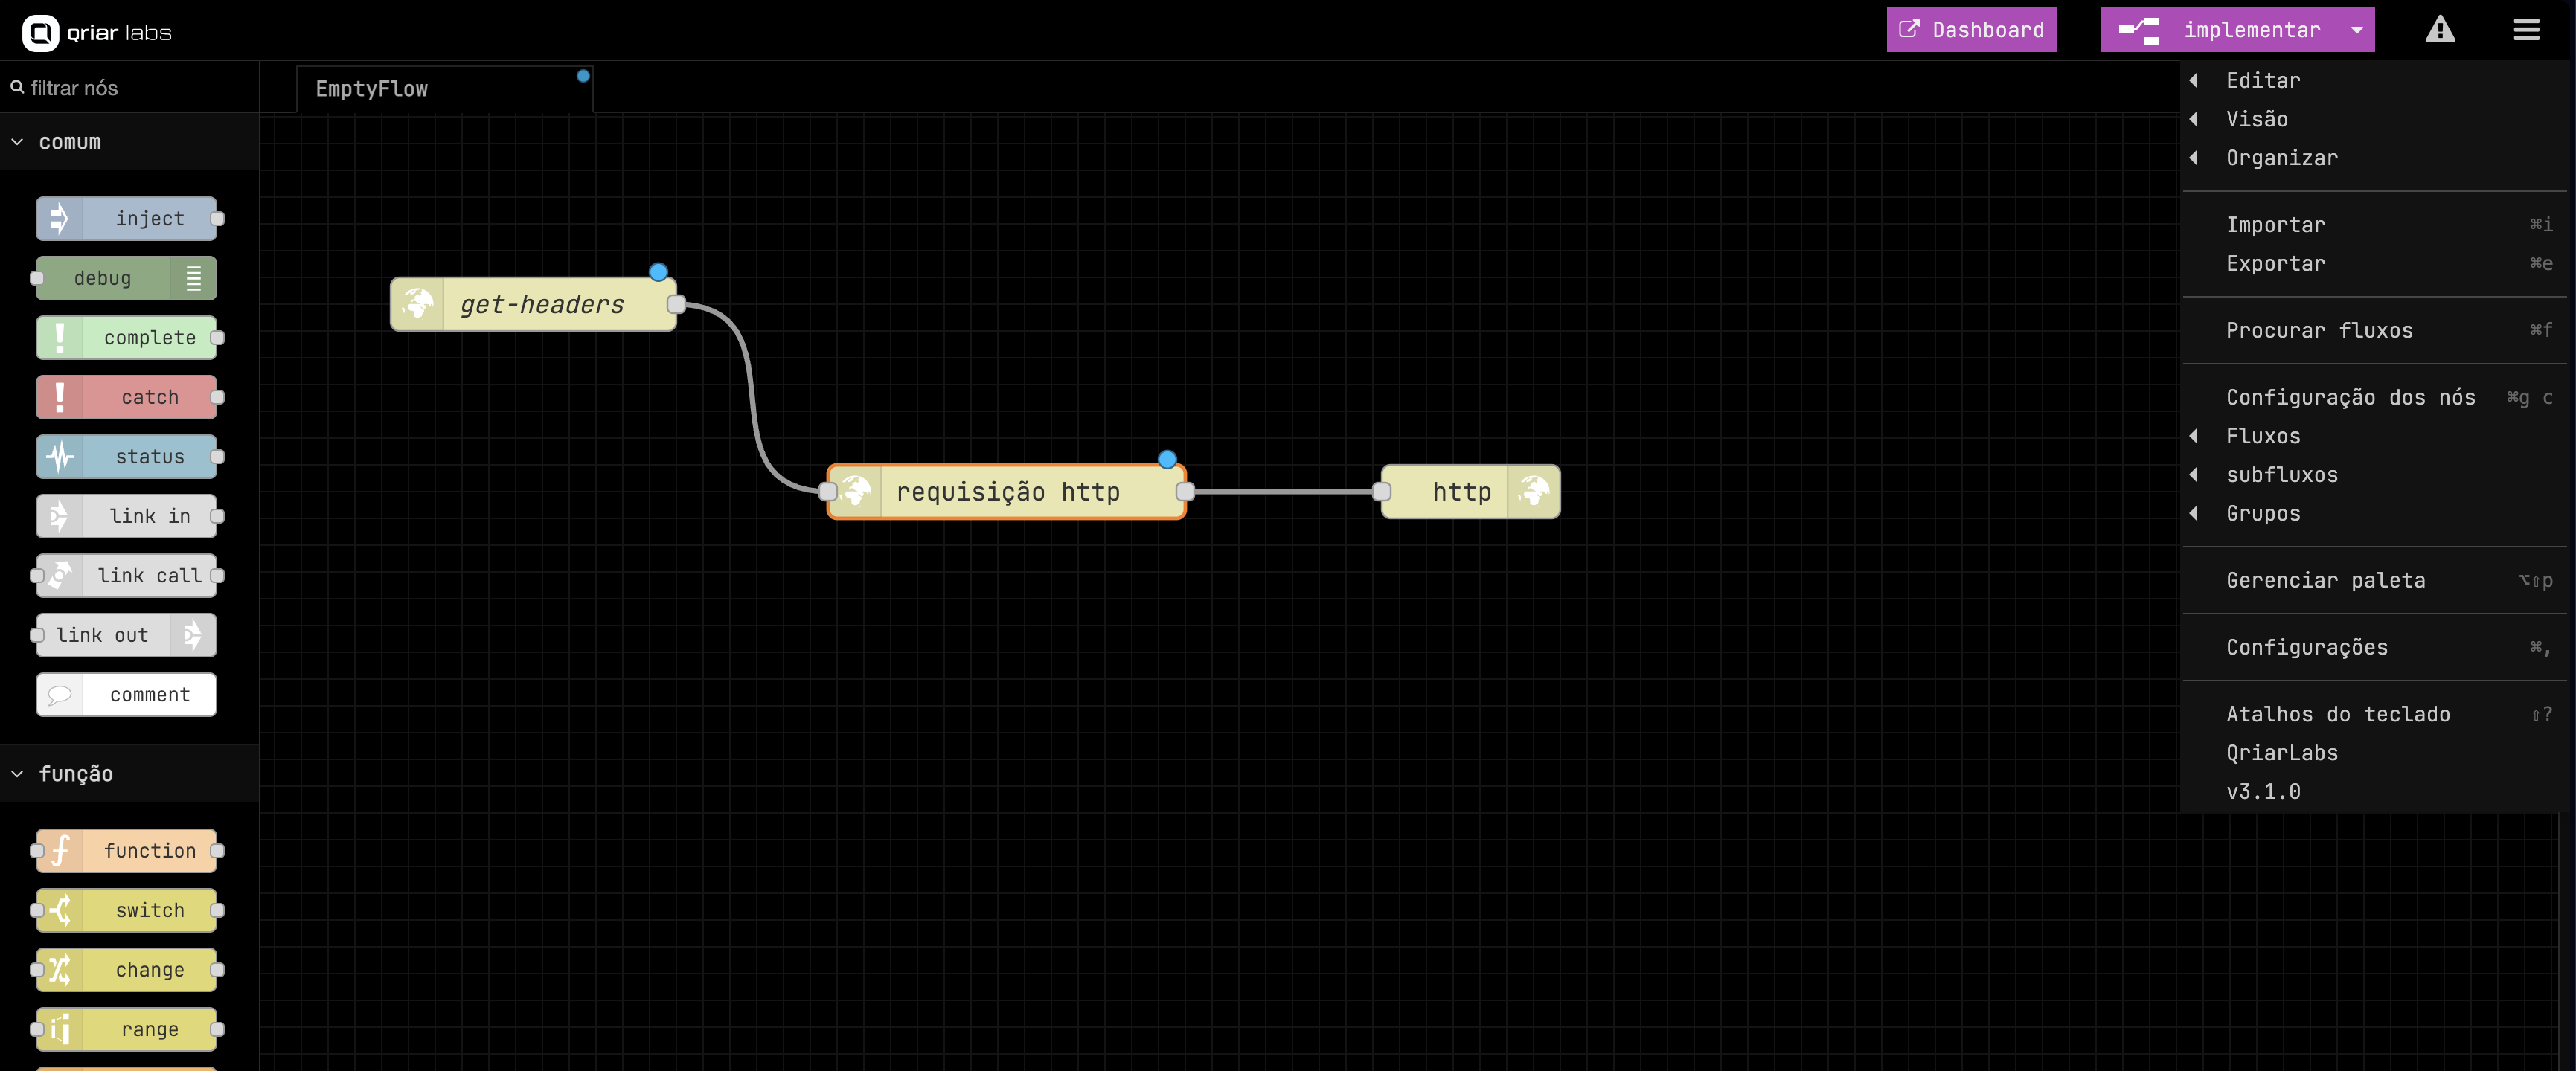 qriar labs
Dashboard
implementar
filtrar nós
EmptyFlow
comum
inject
debug
complete
catch
status
link in
link call
link out
comment
função
function
switch
change
range
get-headers
requisição http
http
Editar
Visão
Organizar
Importar ⌘i
Exportar ⌘e
Procurar fluxos ⌘f
Configuração dos nós ⌘g c
Fluxos
subfluxos
Grupos
Gerenciar paleta ⌥⇧p
Configurações ⌘,
Atalhos do teclado ⇧?
QriarLabs
v3.1.0